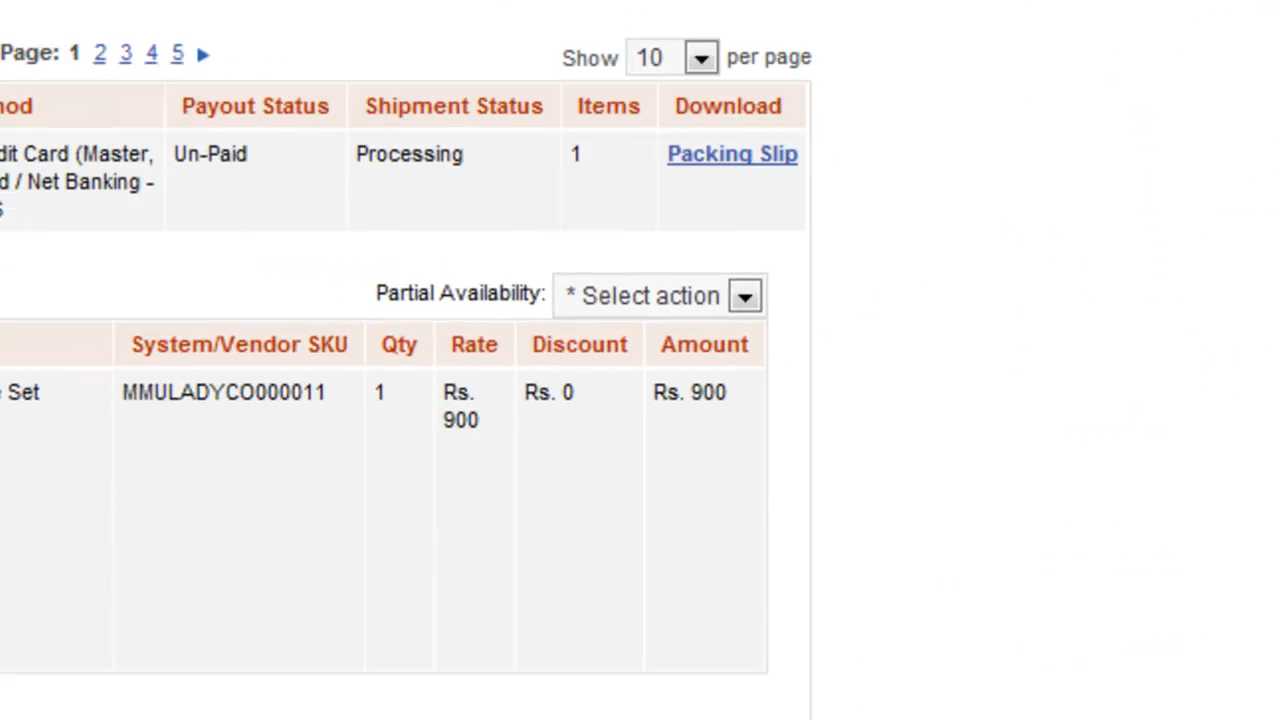 Page: 1 2 3 4 5
Show 10 per page
Payout Status Shipment Status Items Download
Card (Master, Un-Paid Processing 1 Packing Slip
/ Net Banking -
Partial Availability: * Select action
System/Vendor SKU Qty Rate Discount Amount
Set MMULADYCO000011 1 Rs. Rs. 0 Rs. 900
900